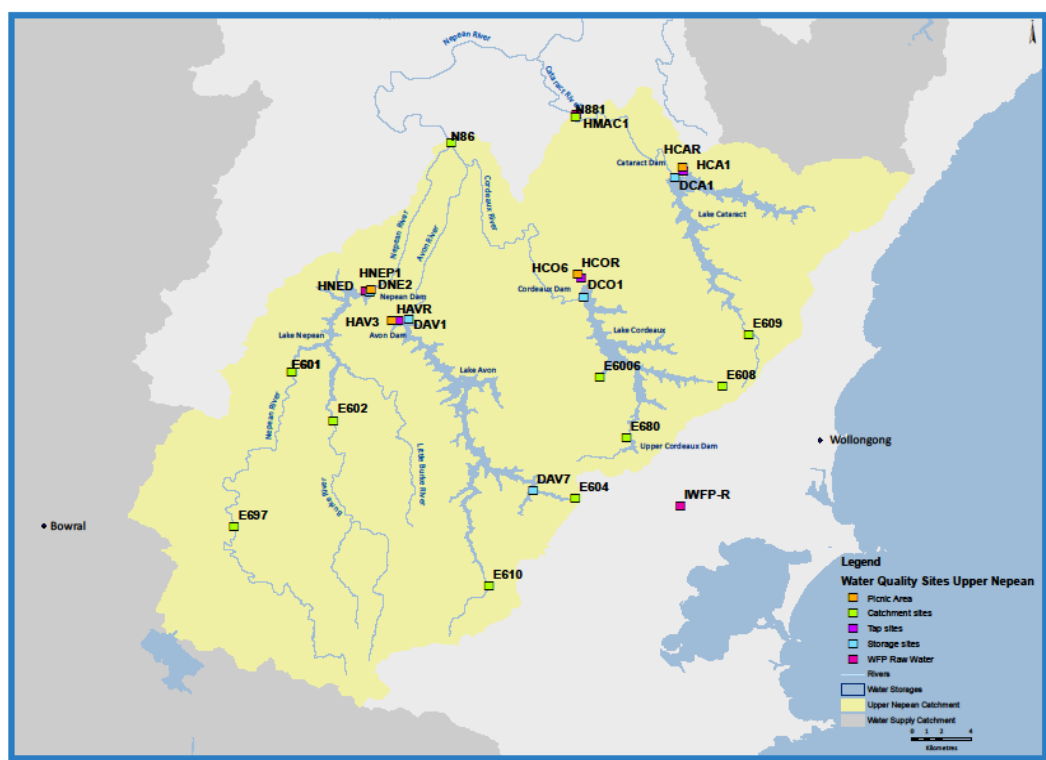 Nepean River
Cataract River
N881
HMAC1
N86
HCAR
HCA1
Cataract Dam
DCA1
Lake Cataract
Cordeaux River
Nepean River
Avon River
HCO6
HCOR
DCO1
Cordeaux Dam
HNEP1
HNED
DNE2
Nepean Dam
HAVR
HAV3
DAV1
Avon Dam
Lake Nepean
Lake Cordeaux
E609
E601
Lake Avon
E6006
E608
E602
Nepean River
E680
Upper Cordeaux Dam
Wollongong
Little Burke River
Burke River
DAV7
E604
IWFP-R
E697
Bowral
E610
Legend
Water Quality Sites Upper Nepean
Picnic Area
Catchment sites
Tap sites
Storage sites
WFP Raw Water
Rivers
Water Storages
Upper Nepean Catchment
Water Supply Catchment
0 1 2 4
Kilometres